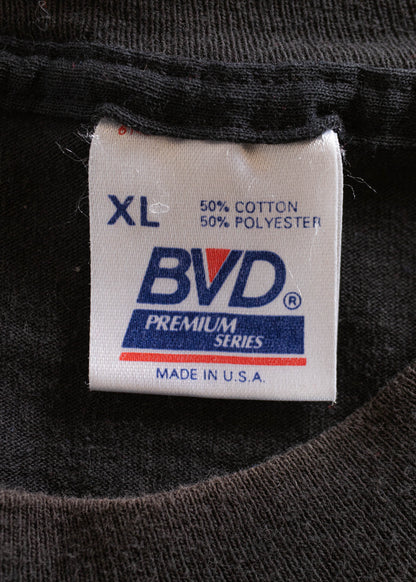 XL
50% COTTON
50% POLYESTER
BVD®
PREMIUM
SERIES
MADE IN U.S.A.